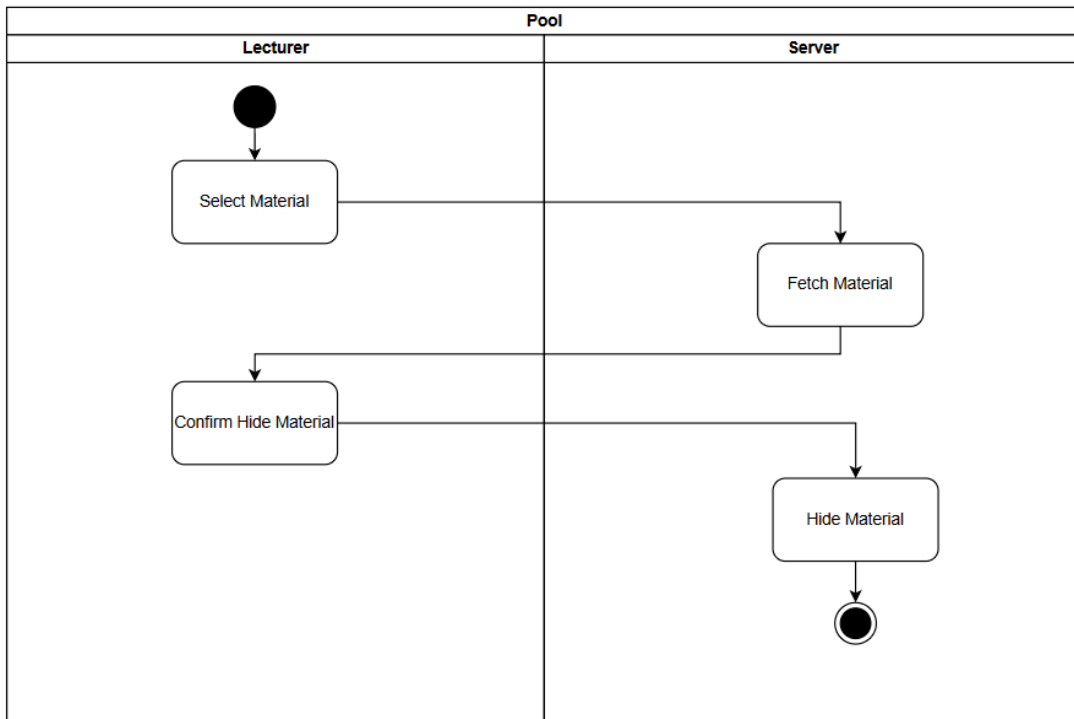 Pool
Lecturer
Server
Select Material
Fetch Material
Confirm Hide Material
Hide Material